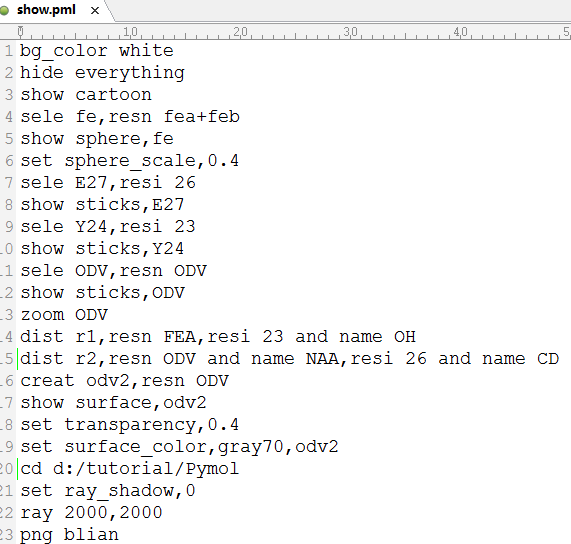 show.pml ×
0 10 20 30 40 5
1 bg_color white
2 hide everything
3 show cartoon
4 sele fe,resn fea+feb
5 show sphere,fe
6 set sphere_scale,0.4
7 sele E27,resi 26
8 show sticks,E27
9 sele Y24,resi 23
10 show sticks,Y24
11 sele ODV,resn ODV
12 show sticks,ODV
13 zoom ODV
14 dist r1,resn FEA,resi 23 and name OH
15 dist r2,resn ODV and name NAA,resi 26 and name CD
16 creat odv2,resn ODV
17 show surface,odv2
18 set transparency,0.4
19 set surface_color,gray70,odv2
20 cd d:/tutorial/Pymol
21 set ray_shadow,0
22 ray 2000,2000
23 png blian